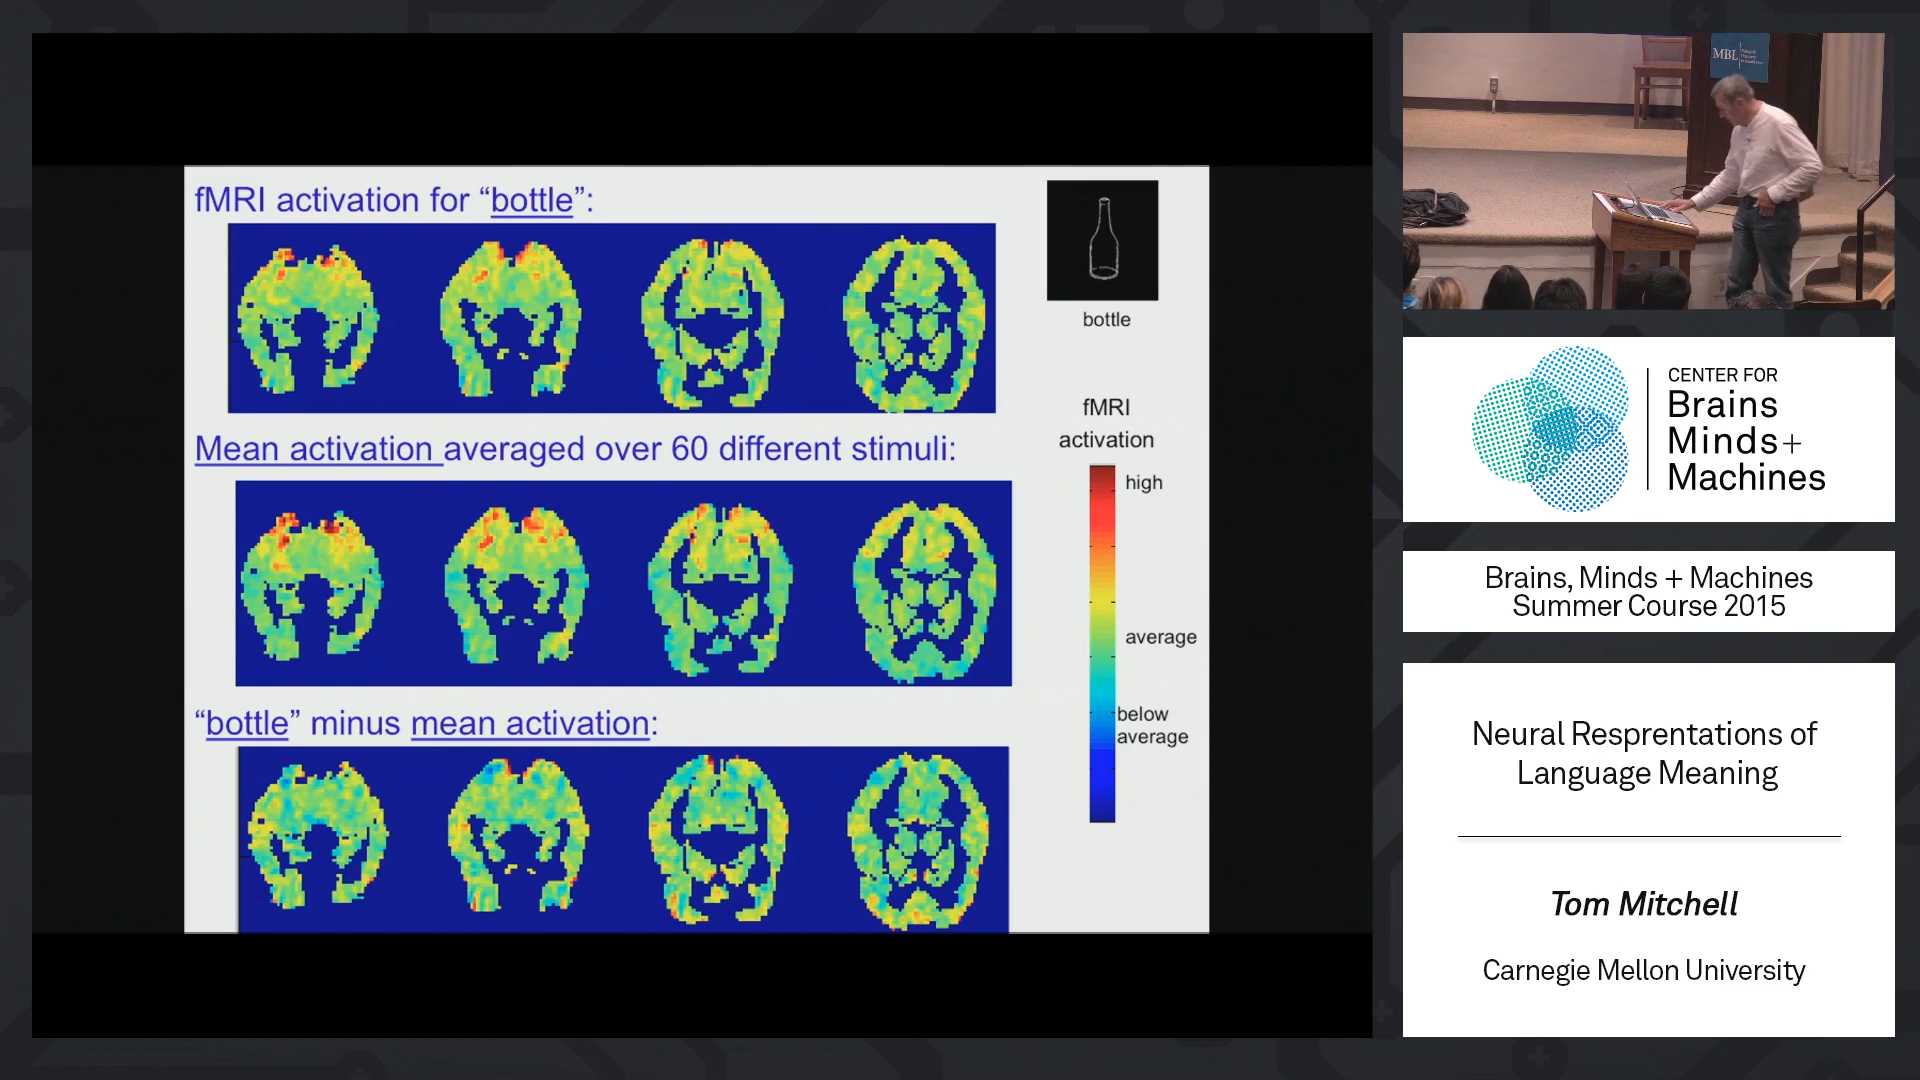 fMRI activation for “bottle”:
bottle
Mean activation averaged over 60 different stimuli:
fMRI
activation
high
average
below
average
“bottle” minus mean activation:
MBL
CENTER FOR
Brains
Minds+
Machines
Brains, Minds + Machines
Summer Course 2015
Neural Resprentations of
Language Meaning
Tom Mitchell
Carnegie Mellon University